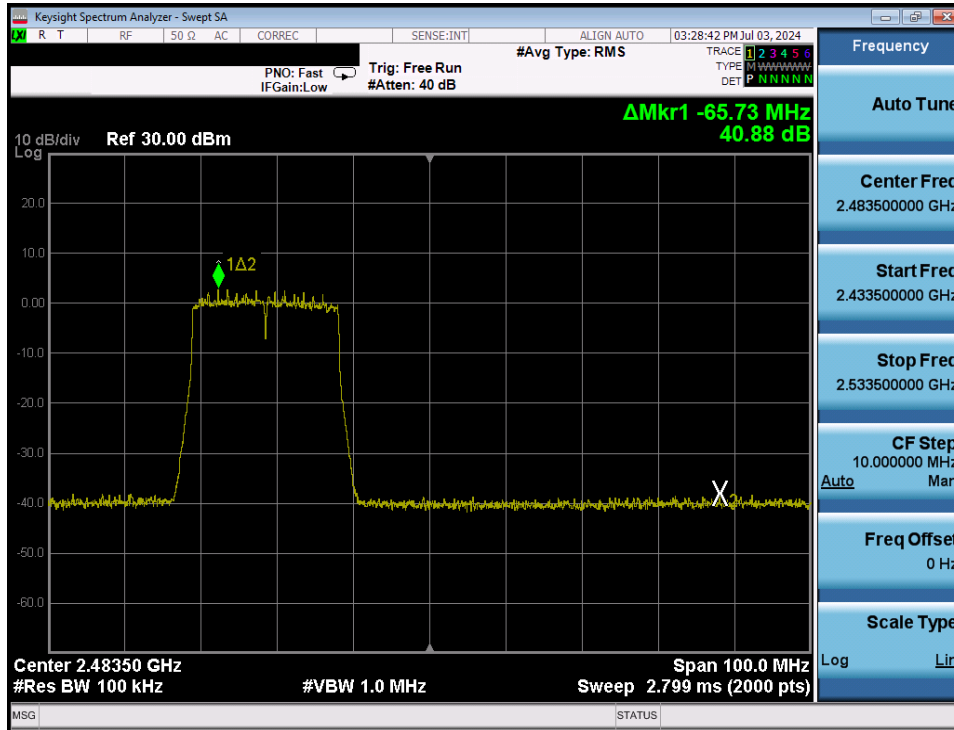 Keysight Spectrum Analyzer - Swept SA
LXI R T RF 50 Ω AC CORREC SENSE:INT ALIGN AUTO 03:28:42 PM Jul 03, 2024
#Avg Type: RMS TRACE 1 2 3 4 5 6
PNO: Fast Trig: Free Run TYPE M W W W W W
IFGain:Low #Atten: 40 dB DET P N N N N N
ΔMkr1 -65.73 MHz
40.88 dB
10 dB/div Ref 30.00 dBm
Log
20.0
10.0
1Δ2
0.00
-10.0
-20.0
-30.0
-40.0
X
-50.0
-60.0
Center 2.48350 GHz Span 100.0 MHz
#Res BW 100 kHz #VBW 1.0 MHz Sweep 2.799 ms (2000 pts)
MSG STATUS
Frequency
Auto Tune
Center Freq
2.483500000 GHz
Start Freq
2.433500000 GHz
Stop Freq
2.533500000 GHz
CF Step
10.000000 MHz
Auto Man
Freq Offset
0 Hz
Scale Type
Log Lin